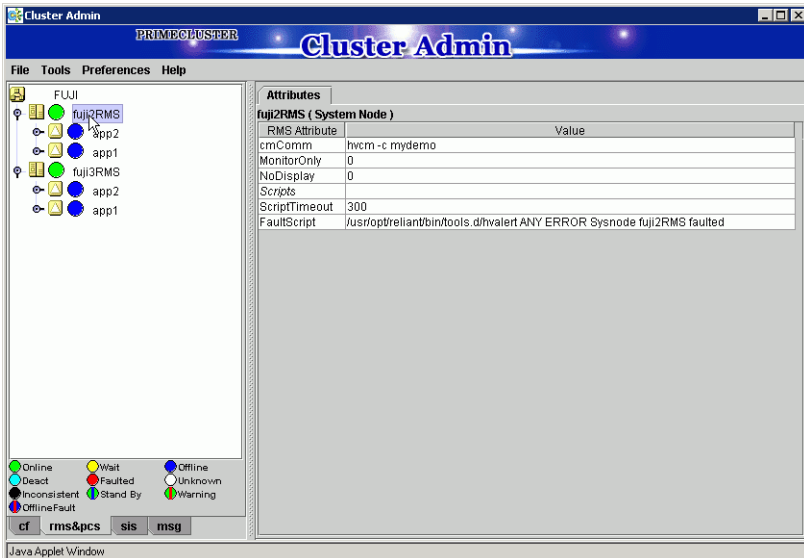 Cluster Admin
PRIMECLUSTER
Cluster Admin
File Tools Preferences Help
FUJI
fuji2RMS
app2
app1
fuji3RMS
app2
app1
Online Wait Offline
Deact Faulted Unknown
Inconsistent Stand By Warning
OfflineFault
cf rms&pcs sis msg
Attributes
fuji2RMS ( System Node )
RMS Attribute Value
cmComm hvcm -c mydemo
MonitorOnly 0
NoDisplay 0
Scripts
ScriptTimeout 300
FaultScript /usr/opt/reliant/bin/tools.d/hvalert ANY ERROR Sysnode fuji2RMS faulted
Java Applet Window